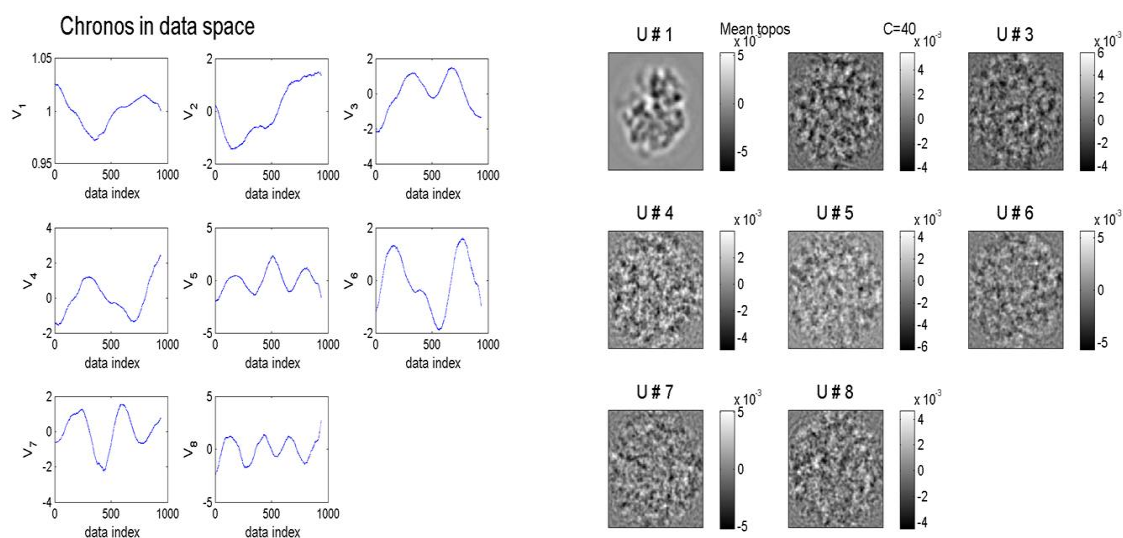 Chronos in data space
1.05
1
0.95
V1
0 500 1000
data index
2
0
-2
V2
0 500 1000
data index
2
0
-2
-4
V3
0 500 1000
data index
4
2
0
-2
V4
0 500 1000
data index
5
0
-5
V5
0 500 1000
data index
2
0
-2
V6
0 500 1000
data index
2
0
-2
-4
V7
0 500 1000
data index
5
0
-5
V8
0 500 1000
data index
Mean topos
C=40
U # 1
x 10-3
5
0
-5
x 10-3
4
2
0
-2
-4
U # 3
x 10-3
6
4
2
0
-2
-4
U # 4
x 10-3
4
2
0
-2
-4
U # 5
x 10-3
4
2
0
-2
-4
-6
U # 6
x 10-3
5
0
-5
U # 7
x 10-3
5
0
-5
U # 8
x 10-3
4
2
0
-2
-4